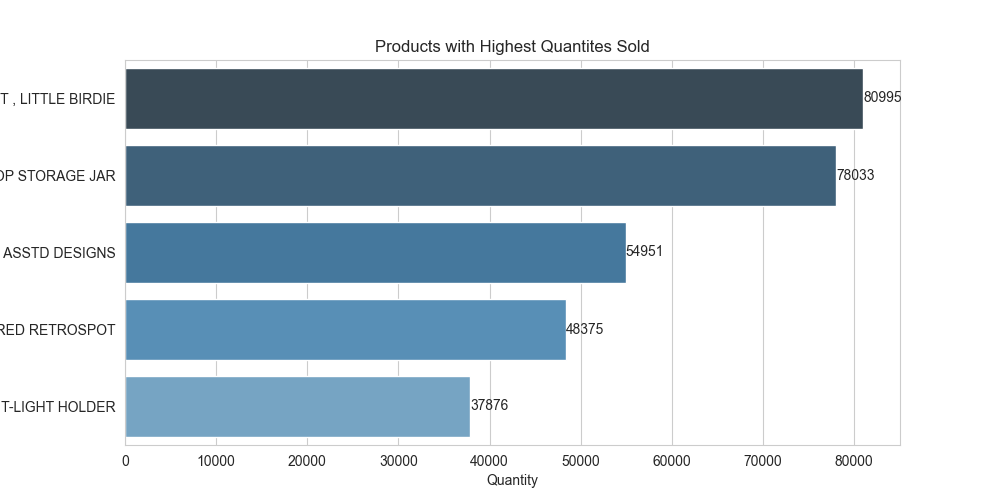 Products with Highest Quantites Sold
T , LITTLE BIRDIE
80995
OP STORAGE JAR
78033
ASSTD DESIGNS
54951
RED RETROSPOT
48375
T-LIGHT HOLDER
37876
0 10000 20000 30000 40000 50000 60000 70000 80000
Quantity